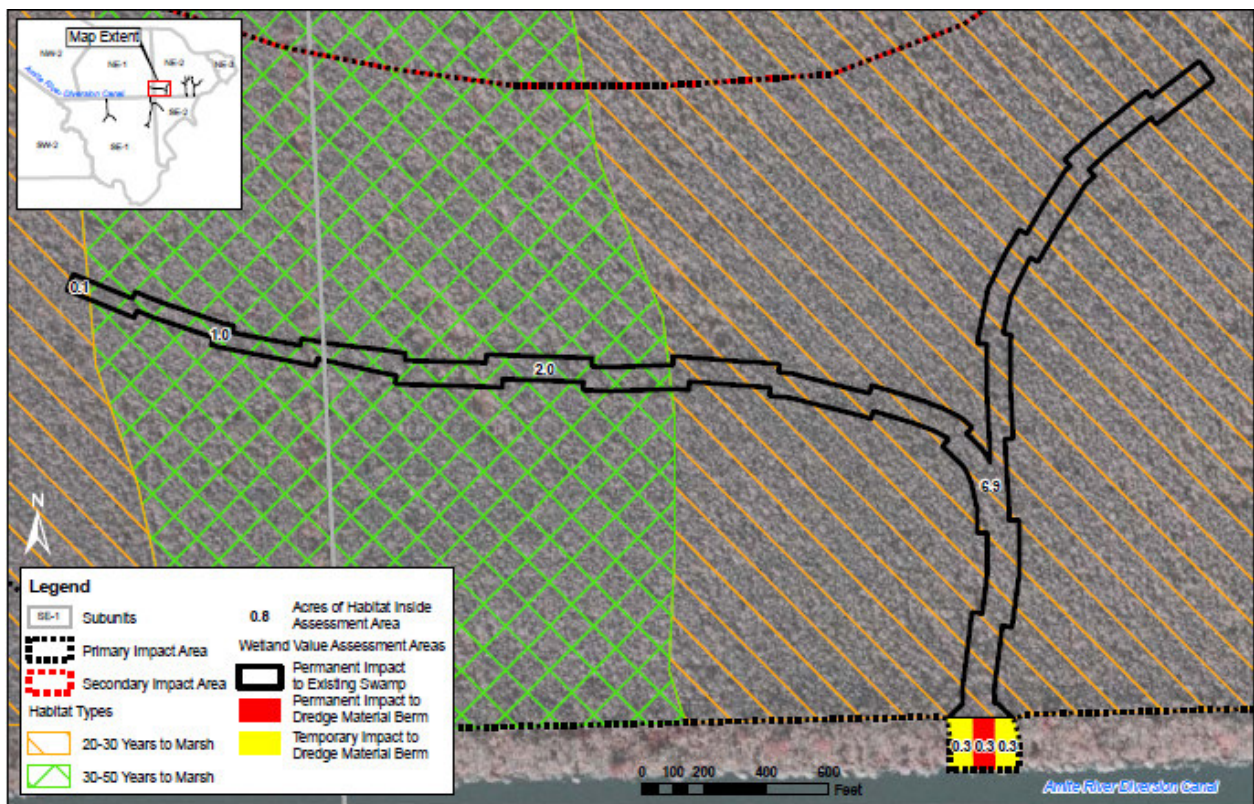 Map Extent
NW-2
NE-1
NE-2
NE-3
Amite River Diversion Canal
SE-2
SW-2
SE-1
0.1
1.0
2.0
6.9
N
Legend
SE-1 Subunits
Primary Impact Area
Secondary Impact Area
Habitat Types
20-30 Years to Marsh
30-50 Years to Marsh
0.8 Acres of Habitat Inside
Assessment Area
Wetland Value Assessment Areas
Permanent Impact
to Existing Swamp
Permanent Impact to
Dredge Material Berm
Temporary Impact to
Dredge Material Berm
0.3 0.3 0.3
0 100 200 400 600
Feet
Amite River Diversion Canal